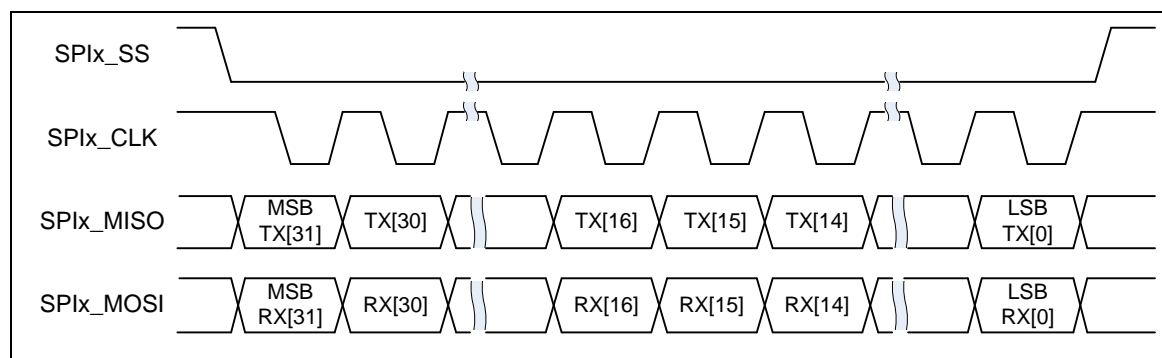 SPIx_SS
SPIx_CLK
SPIx_MISO
MSB
TX[31]
TX[30]
TX[16]
TX[15]
TX[14]
LSB
TX[0]
SPIx_MOSI
MSB
RX[31]
RX[30]
RX[16]
RX[15]
RX[14]
LSB
RX[0]